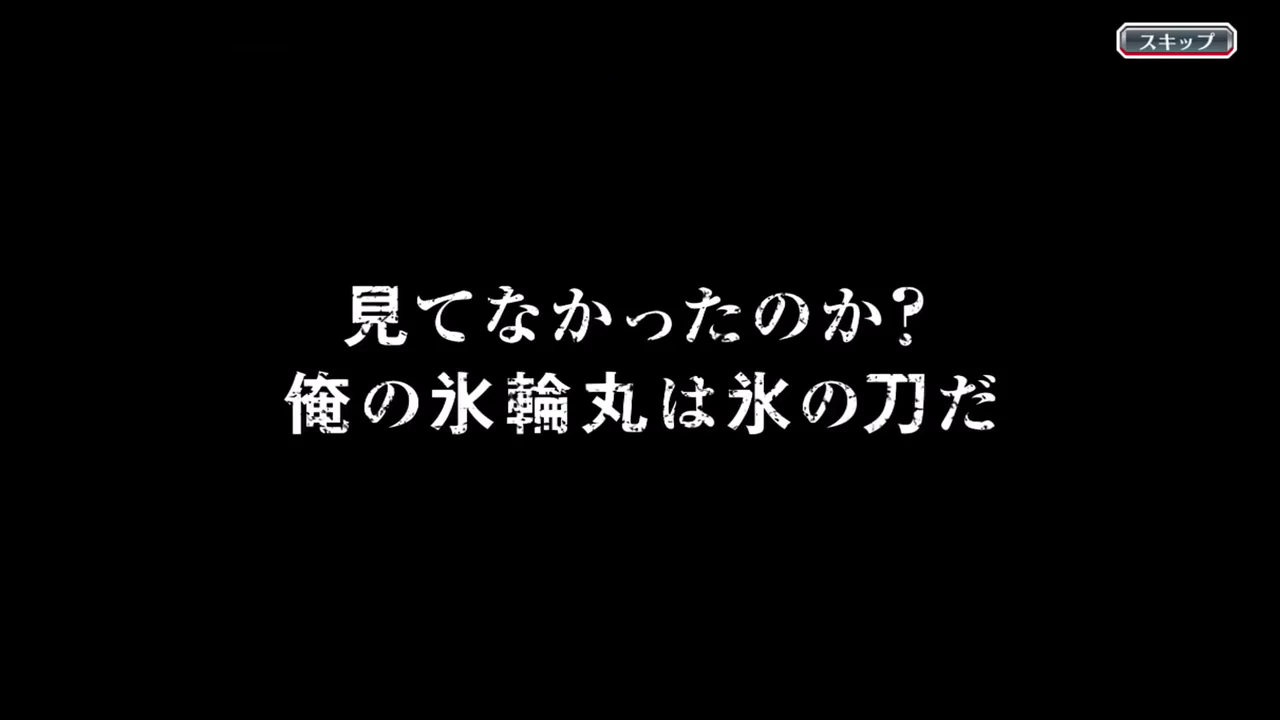 スキップ
見てなかったのか?
俺の氷輪丸は氷の刀だ